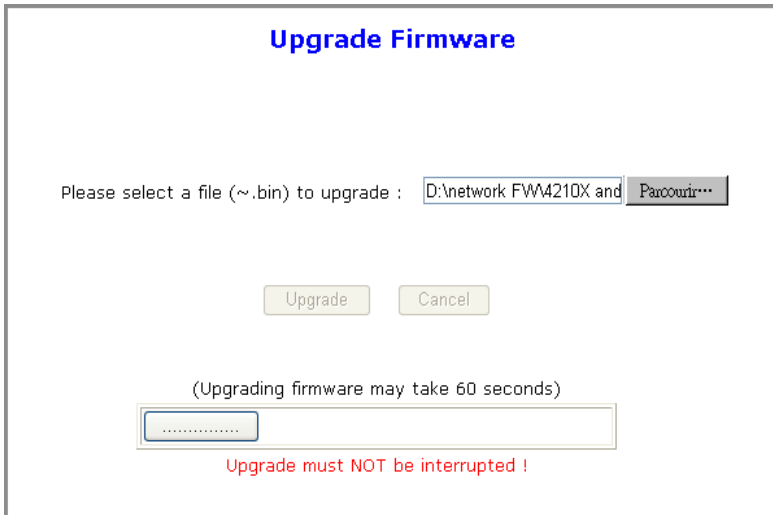 Upgrade Firmware
Please select a file (~.bin) to upgrade : D:\network FW\4210X and Parcourir...
Upgrade Cancel
(Upgrading firmware may take 60 seconds)
...............
Upgrade must NOT be interrupted !